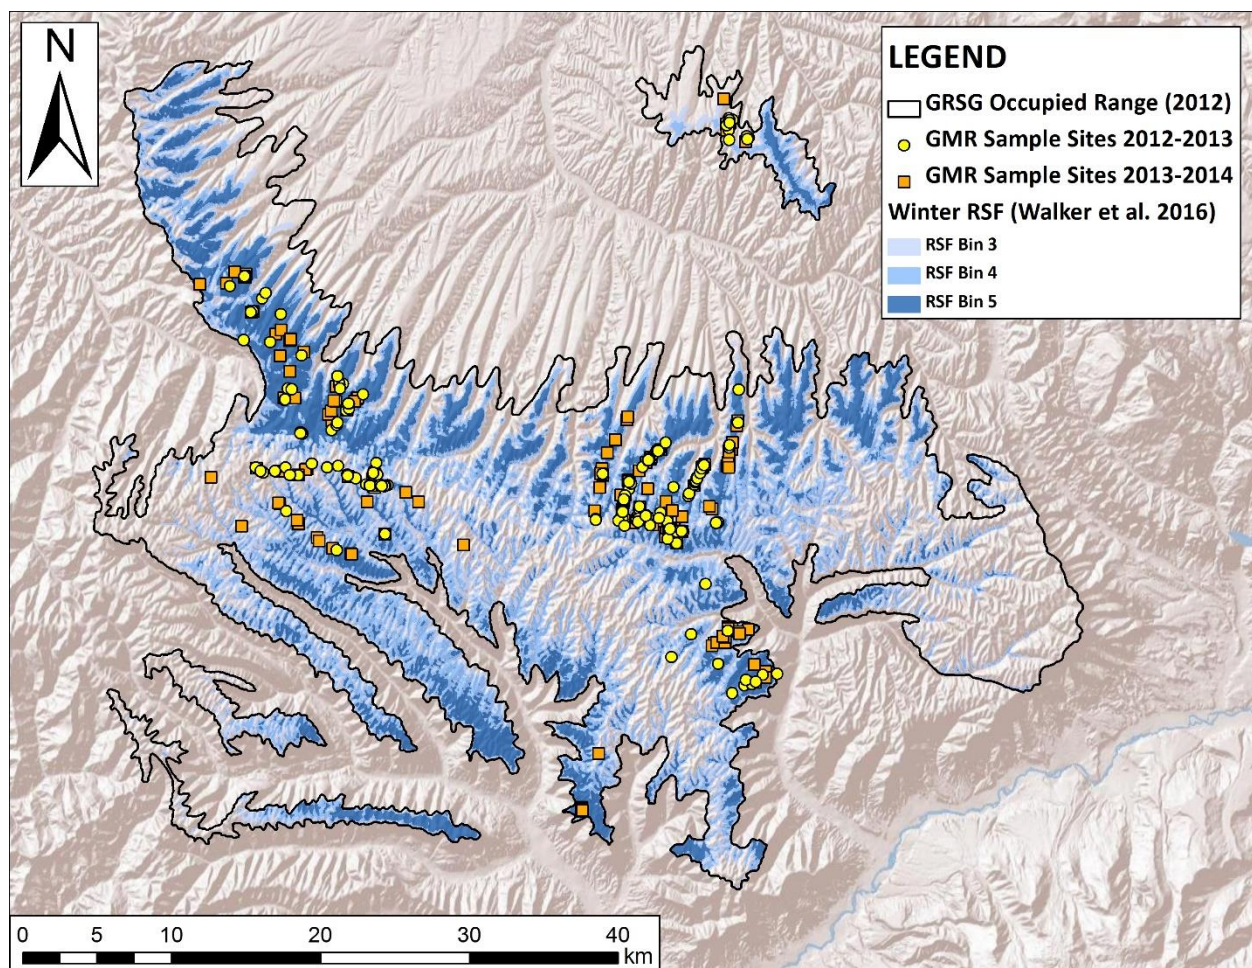 N
LEGEND
GRSG Occupied Range (2012)
GMR Sample Sites 2012-2013
GMR Sample Sites 2013-2014
Winter RSF (Walker et al. 2016)
RSF Bin 3
RSF Bin 4
RSF Bin 5
0 5 10 20 30 40
km